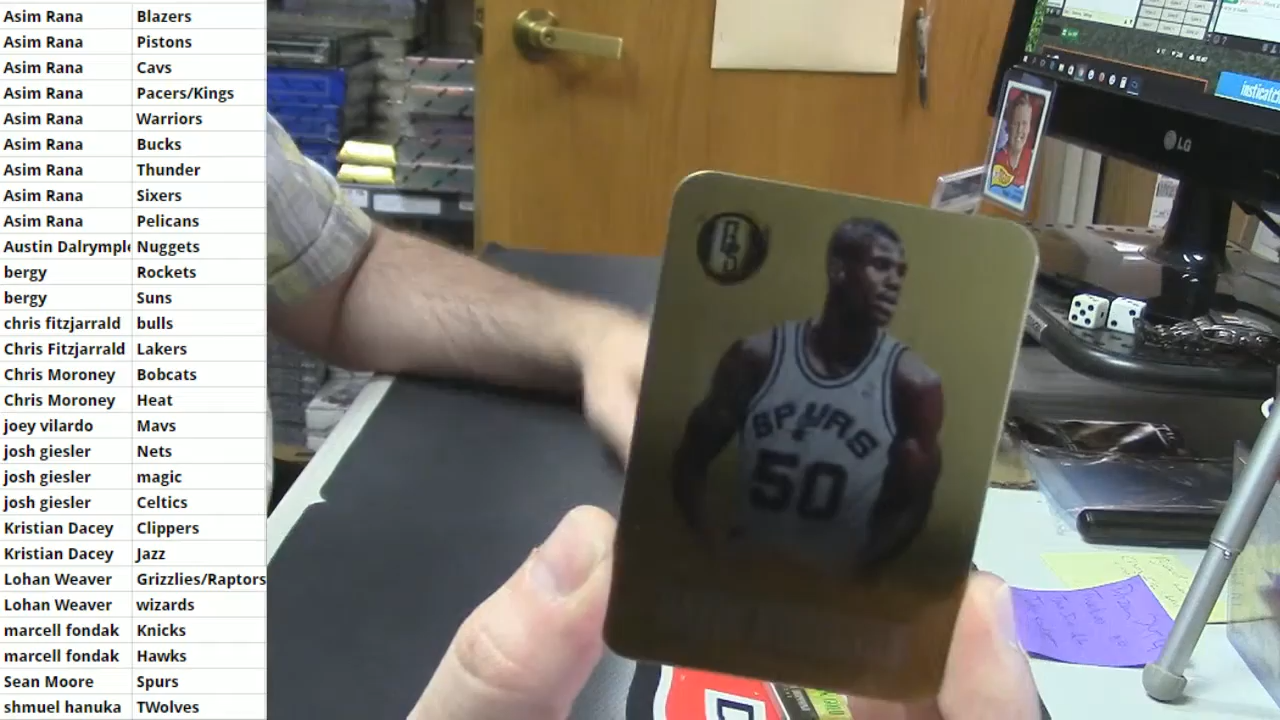 Asim Rana Blazers
Asim Rana Pistons
Asim Rana Cavs
Asim Rana Pacers/Kings
Asim Rana Warriors
Asim Rana Bucks
Asim Rana Thunder
Asim Rana Sixers
Asim Rana Pelicans
Austin Dalrymple Nuggets
bergy Rockets
bergy Suns
chris fitzjarrald bulls
Chris Fitzjarrald Lakers
Chris Moroney Bobcats
Chris Moroney Heat
joey vilardo Mavs
josh giesler Nets
josh giesler magic
josh giesler Celtics
Kristian Dacey Clippers
Kristian Dacey Jazz
Lohan Weaver Grizzlies/Raptors
Lohan Weaver wizards
marcell fondak Knicks
marcell fondak Hawks
Sean Moore Spurs
shmuel hanuka TWolves
SPURS
50
LG